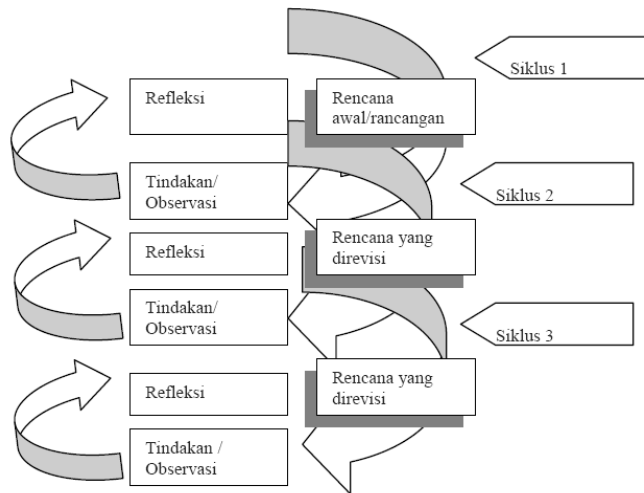 Siklus 1
Refleksi
Rencana
awal/rancangan
Tindakan/
Observasi
Siklus 2
Refleksi
Rencana yang
direvisi
Tindakan/
Observasi
Siklus 3
Refleksi
Rencana yang
direvisi
Tindakan /
Observasi